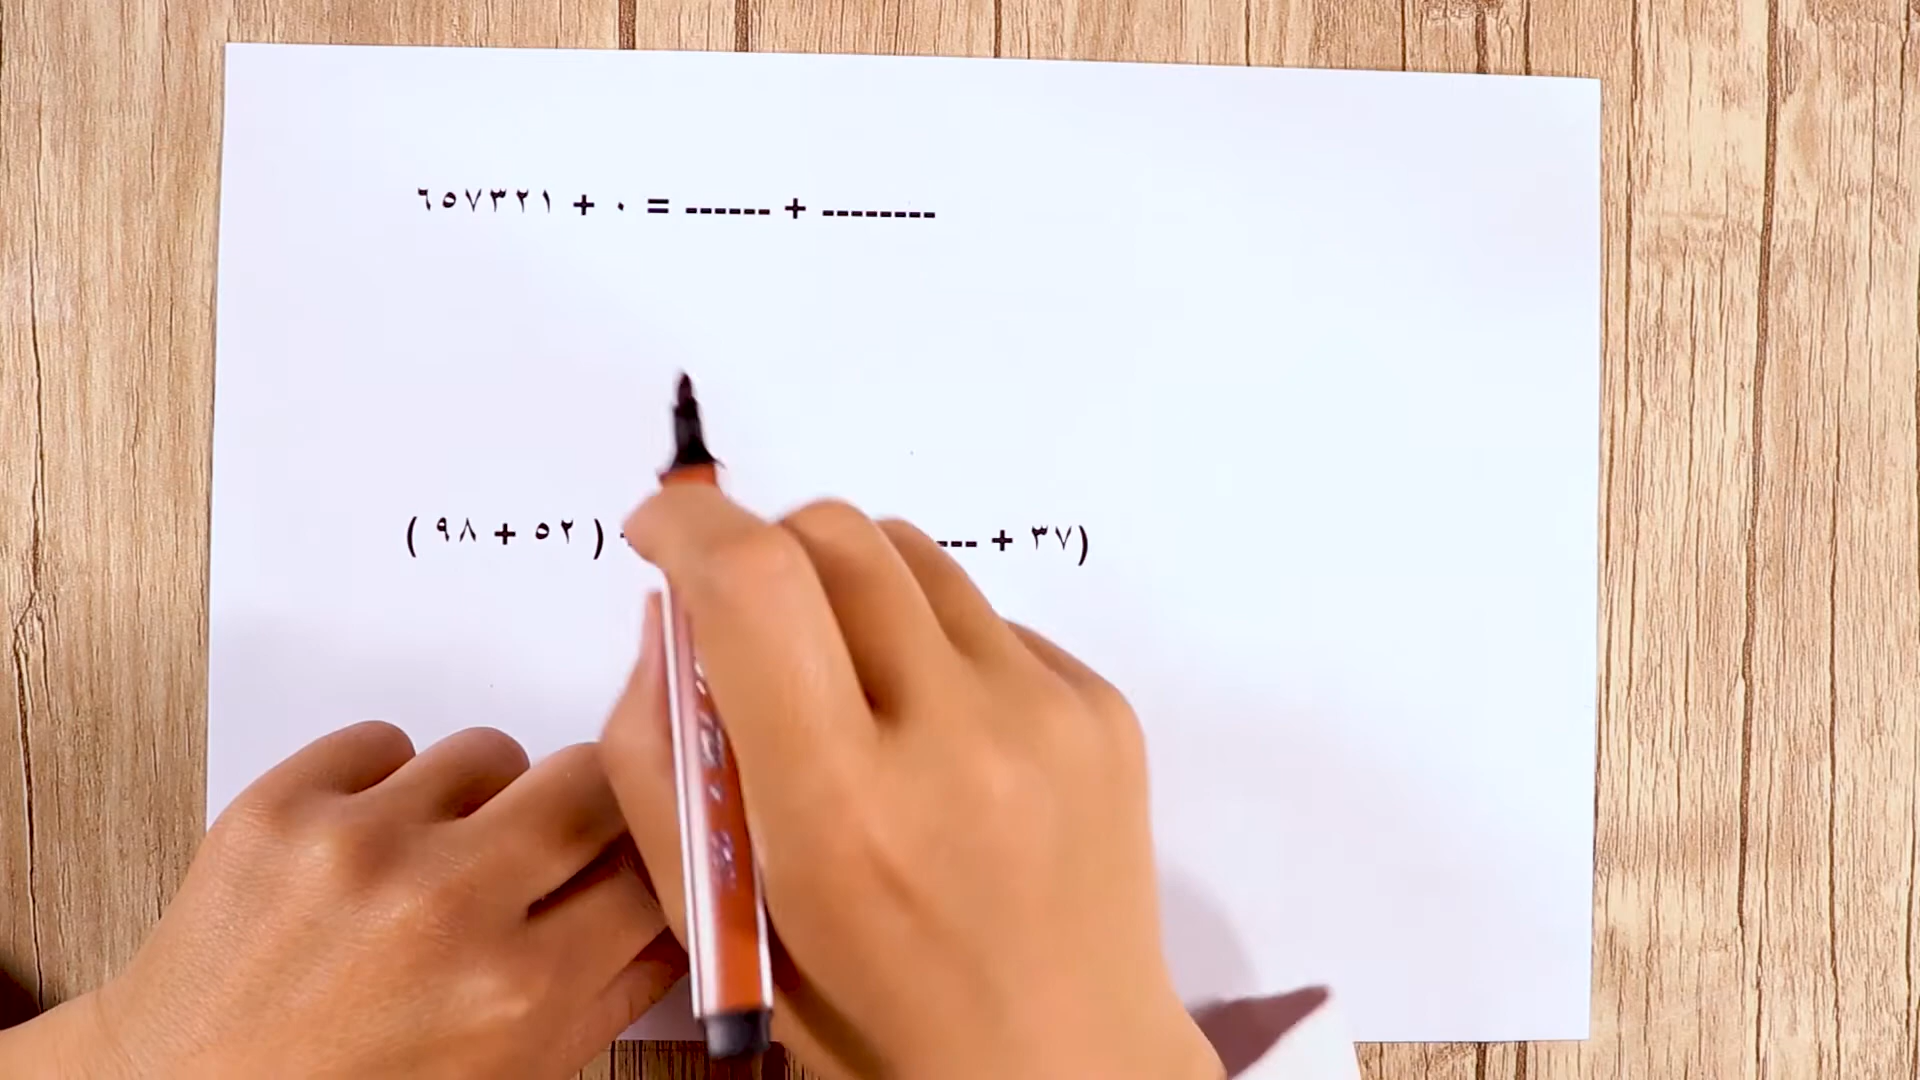 ٦٥٧٣٢١ + ٠ = ------ + --------
( ٩٨ + ٥٢ ) --- + ٣٧)